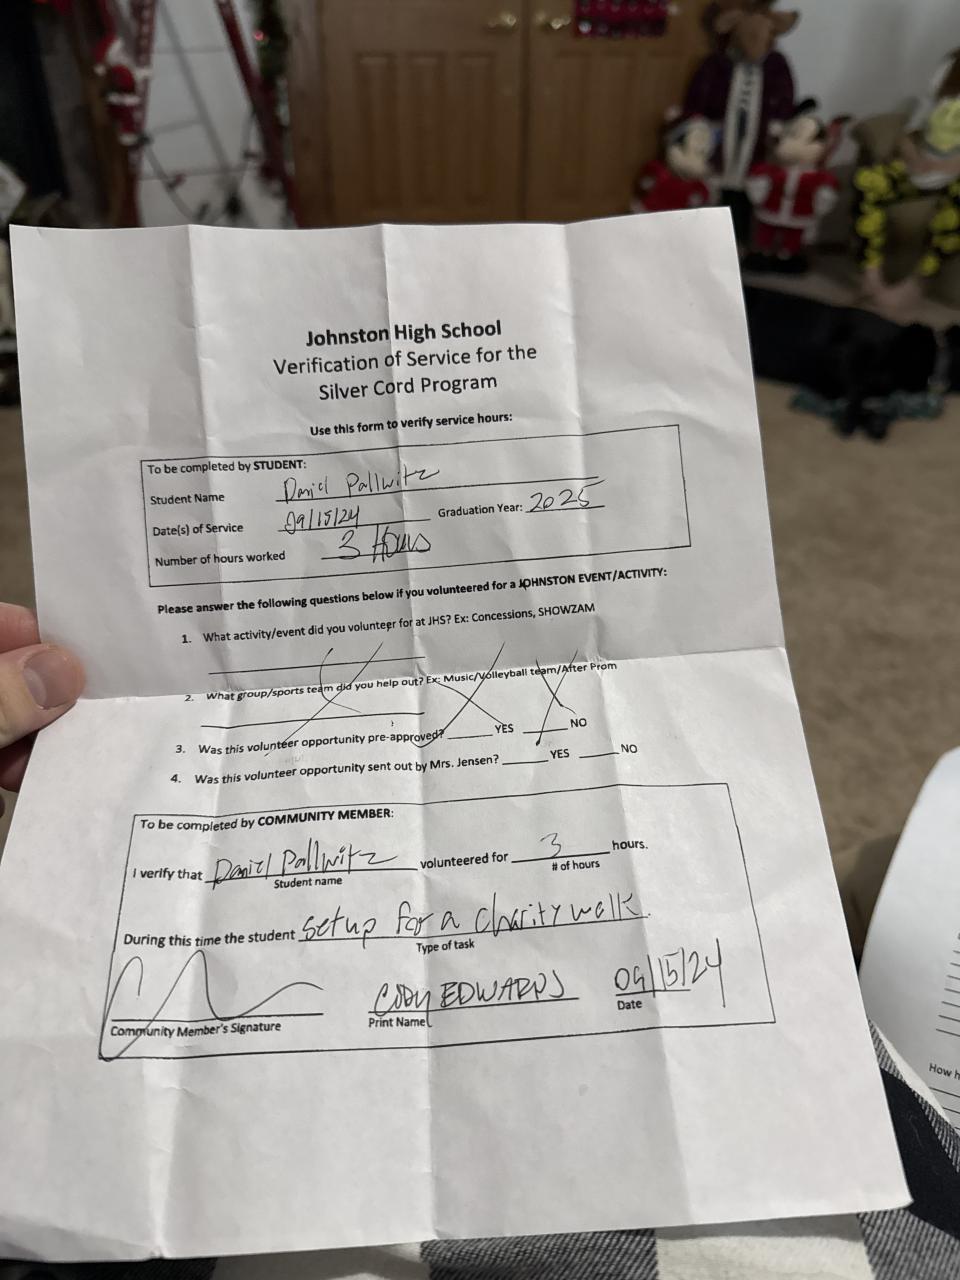 Johnston High School
Verification of Service for the
Silver Cord Program
Use this form to verify service hours:
To be completed by STUDENT:
Student Name Daniel Pallwitz
Date(s) of Service 09/15/24 Graduation Year: 2025
Number of hours worked 3 Hours
Please answer the following questions below if you volunteered for a JOHNSTON EVENT/ACTIVITY:
1. What activity/event did you volunteer for at JHS? Ex: Concessions, SHOWZAM
2. What group/sports team did you help out? Ex: Music/Volleyball team/After Prom
3. Was this volunteer opportunity pre-approved? YES NO
4. Was this volunteer opportunity sent out by Mrs. Jensen? YES NO
To be completed by COMMUNITY MEMBER:
I verify that Daniel Pallwitz volunteered for 3 hours.
Student name # of hours
During this time the student setup for a charity walk.
Type of task
CODY EDWARDS 09/15/24
Community Member's Signature Print Name Date
How h